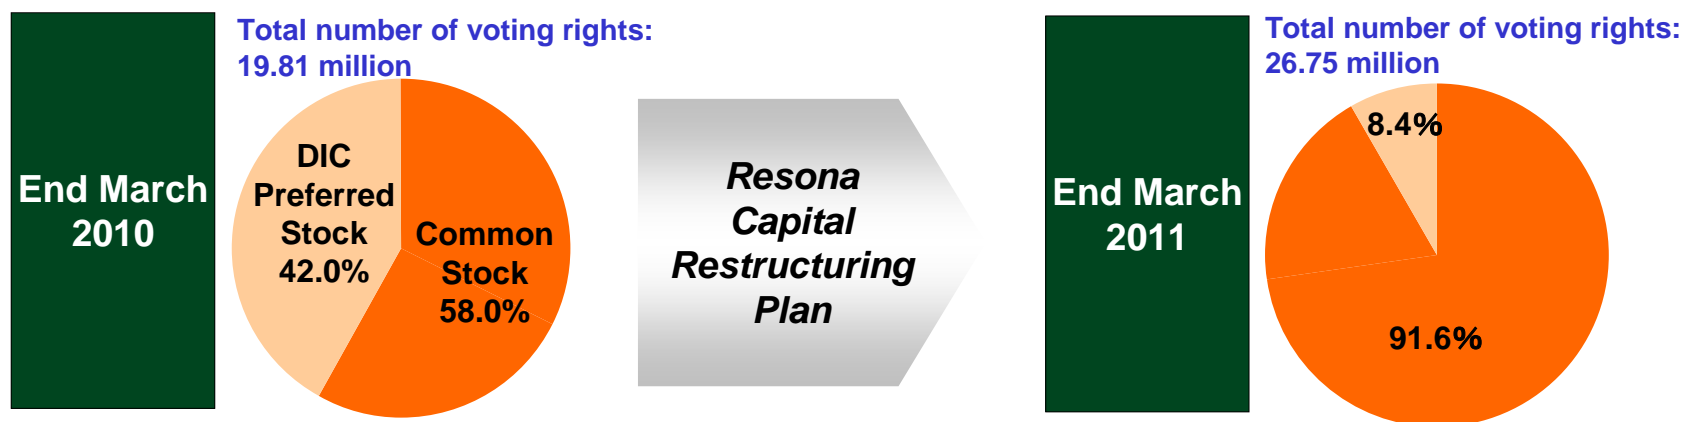 End March
2010
Total number of voting rights:
19.81 million
DIC
Preferred
Stock
42.0%
Common
Stock
58.0%
Resona
Capital
Restructuring
Plan
End March
2011
Total number of voting rights:
26.75 million
8.4%
91.6%